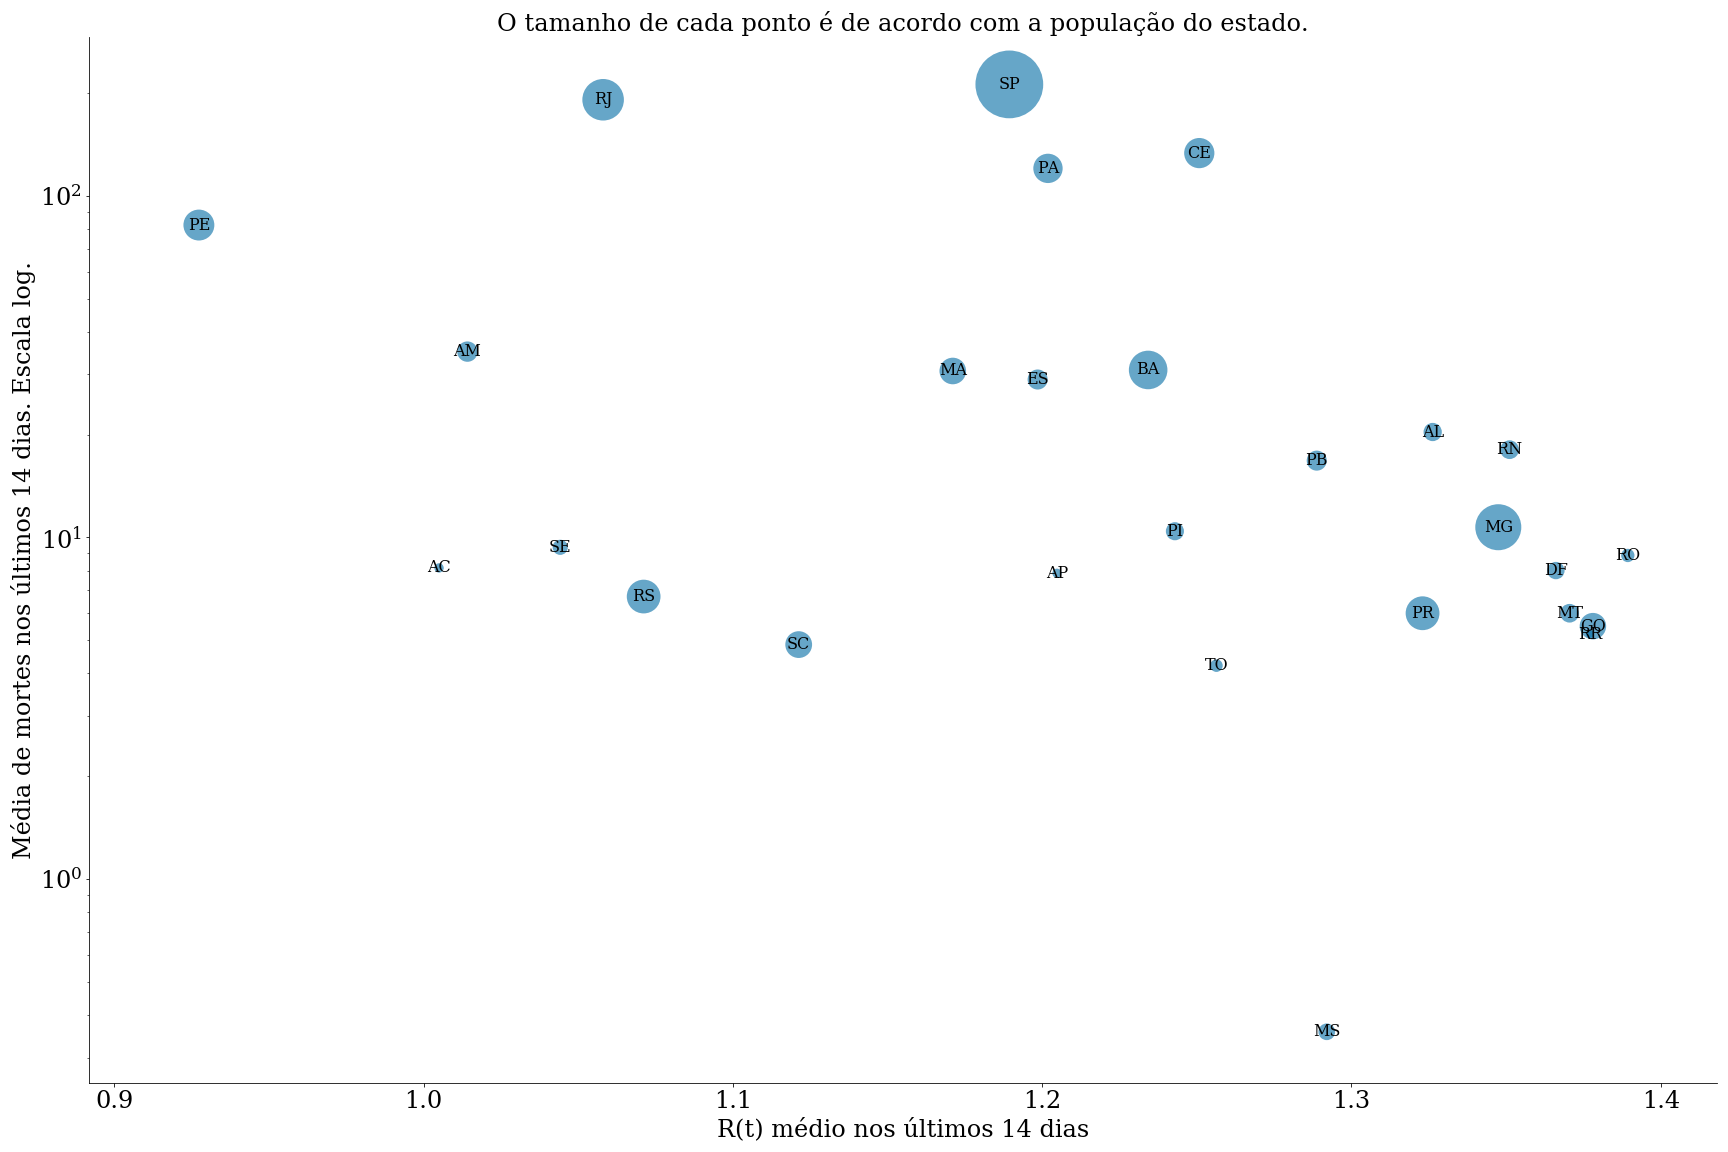 O tamanho de cada ponto é de acordo com a população do estado.
SP
RJ
CE
PA
10²
PE
AM
MA
ES
BA
AL
RN
PB
MG
PI
10¹
SE
RO
AC
AP
DF
RS
PR
MT
GO
RR
SC
TO
10⁰
MS
Média de mortes nos últimos 14 dias. Escala log.
0.9 1.0 1.1 1.2 1.3 1.4
R(t) médio nos últimos 14 dias